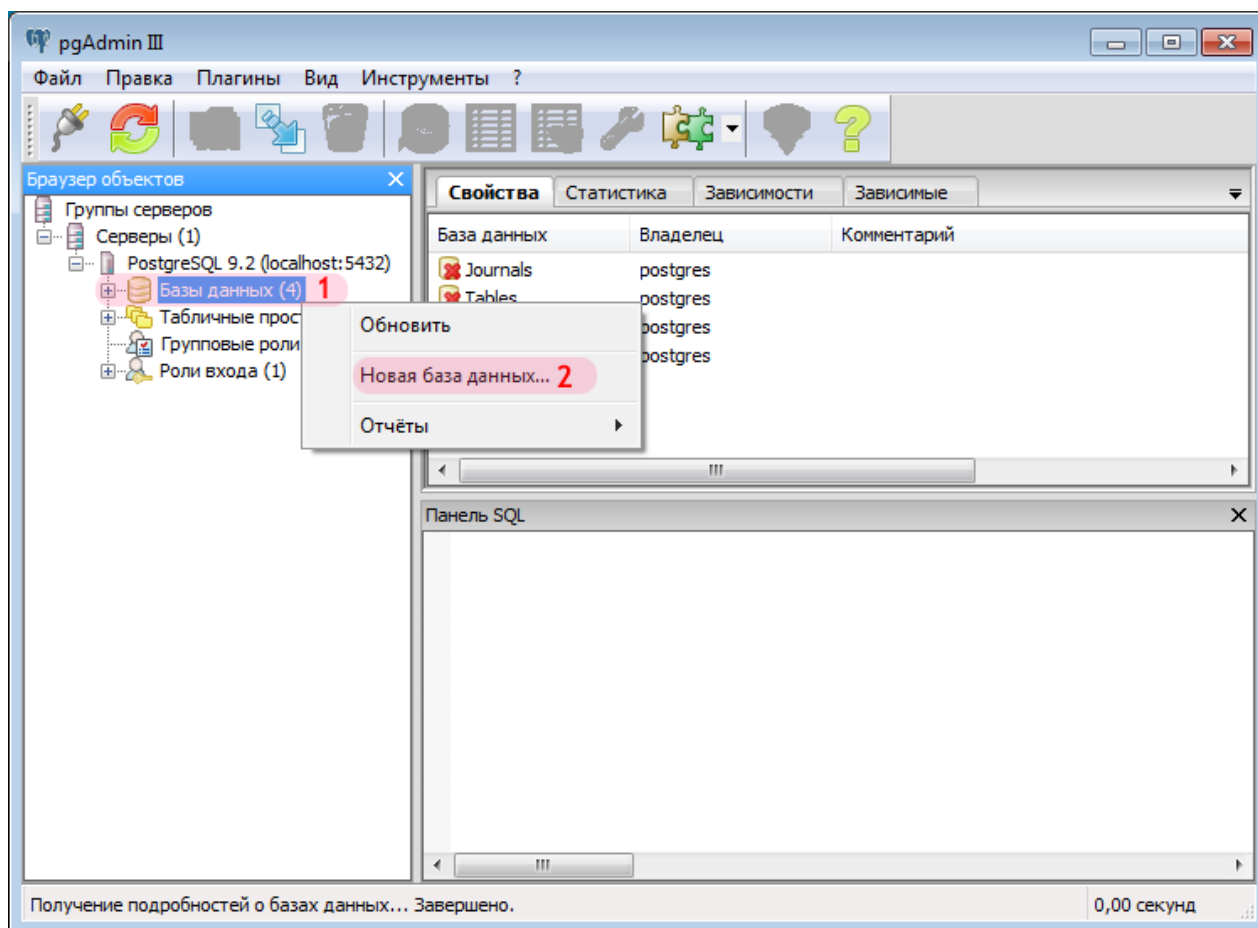 pgAdmin III
Файл Правка Плагины Вид Инструменты ?
Браузер объектов
Группы серверов
Серверы (1)
PostgreSQL 9.2 (localhost:5432)
Базы данных (4) 1
Табличные прос
Групповые роли
Роли входа (1)
Обновить
Новая база данных... 2
Отчёты
Свойства Статистика Зависимости Зависимые
База данных Владелец Комментарий
Journals postgres
Tables postgres
postgres
postgres
Панель SQL
Получение подробностей о базах данных... Завершено. 0,00 секунд